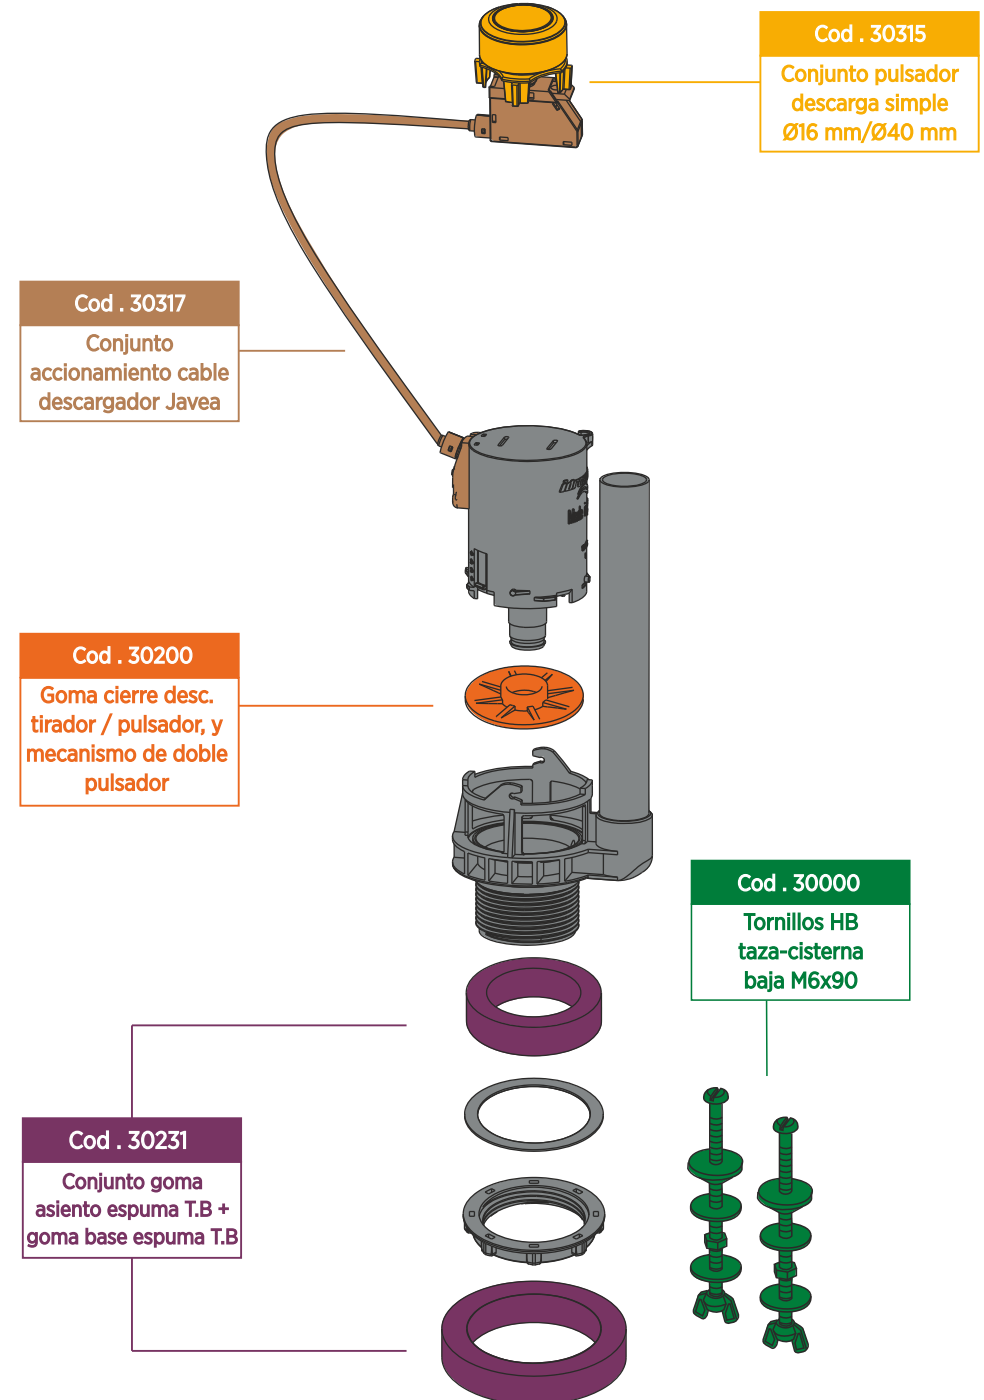 Cod . 30315
Conjunto pulsador
descarga simple
Ø16 mm/Ø40 mm
Cod . 30317
Conjunto
accionamiento cable
descargador Javea
Cod . 30200
Goma cierre desc.
tirador / pulsador, y
mecanismo de doble
pulsador
Cod . 30000
Tornillos HB
taza-cisterna
baja M6x90
Cod . 30231
Conjunto goma
asiento espuma T.B +
goma base espuma T.B